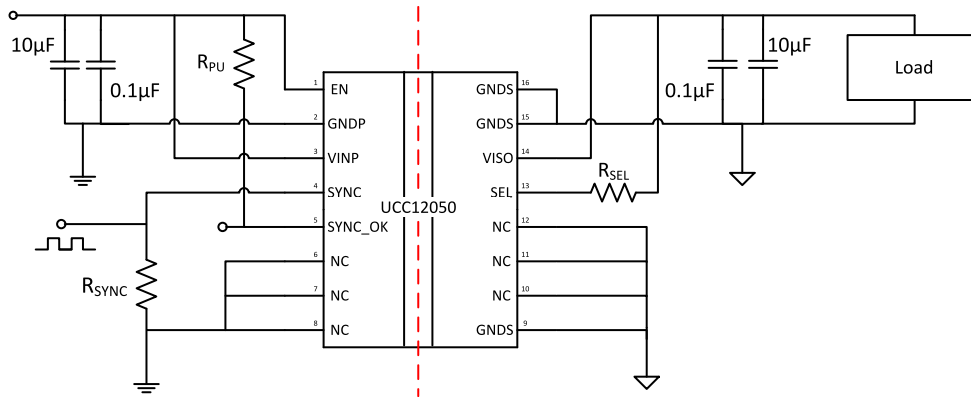 10µF
0.1µF
RPU
0.1µF
10µF
Load
1
EN
2
GNDP
3
VINP
4
SYNC
5
SYNC_OK
6
NC
7
NC
8
NC
UCC12050
16
GNDS
15
GNDS
14
VISO
13
SEL
12
NC
11
NC
10
NC
9
GNDS
RSEL
RSYNC